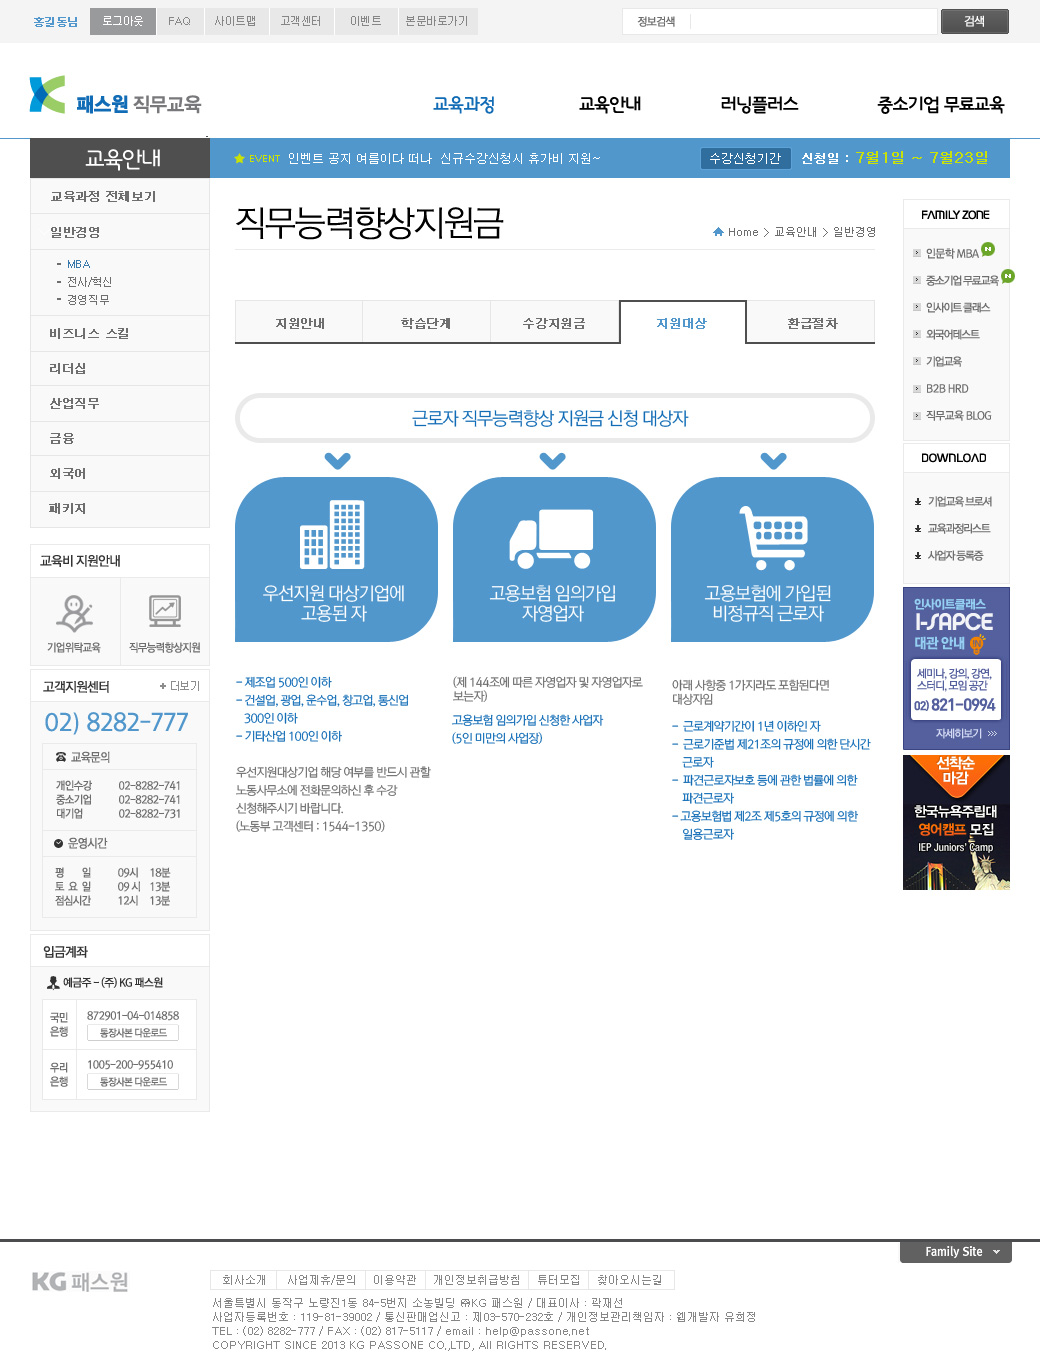 홍길동님 로그아웃 FAQ 사이트맵 고객센터 이벤트 본문바로가기 정보검색 검색
패스원 직무교육 교육과정 교육안내 러닝플러스 중소기업 무료교육
교육안내
EVENT 인벤트 공지 여름이다 떠나 신규수강신청시 휴가비 지원~ 수강신청기간 신청일 : 7월1일 ~ 7월23일
교육과정 전체보기
일반경영
- MBA
- 전사/혁신
- 경영직무
비즈니스 스킬
리더십
산업직무
금융
외국어
패키지
교육비 지원안내
기업위탁교육 직무능력향상지원
고객지원센터 + 더보기
02) 8282-777
교육문의
개인수강 02-8282-741
중소기업 02-8282-741
대기업 02-8282-731
운영시간
평 일 09시 18분
토 요 일 09 시 13분
점심시간 12시 13분
입금계좌
예금주 - (주) KG 패스원
국민은행 872901-04-014858
통장사본 다운로드
우리은행 1005-200-955410
통장사본 다운로드
직무능력향상지원금
Home > 교육안내 > 일반경영
지원안내 학습단계 수강지원금 지원대상 환급절차
근로자 직무능력향상 지원금 신청 대상자
우선지원 대상기업에
고용된 자
고용보험 임의가입
자영업자
고용보험에 가입된
비정규직 근로자
- 제조업 500인 이하
- 건설업, 광업, 운수업, 창고업, 통신업
300인 이하
- 기타산업 100인 이하
우선지원대상기업 해당 여부를 반드시 관할
노동사무소에 전화문의하신 후 수강
신청해주시기 바랍니다.
(노동부 고객센터 : 1544-1350)
(제 144조에 따른 자영업자 및 자영업자로
보는자)
고용보험 임의가입 신청한 사업자
(5인 미만의 사업장)
아래 사항중 1가지라도 포함된다면
대상자임
- 근로계약기간이 1년 이하인 자
- 근로기준법 제21조의 규정에 의한 단시간
근로자
- 파견근로자보호 등에 관한 법률에 의한
파견근로자
- 고용보험법 제2조 제5호의 규정에 의한
일용근로자
FAMILY ZONE
인문학 MBA N
중소기업 무료교육 N
인사이트 클래스
외국어테스트
기업교육
B2B HRD
직무교육 BLOG
DOWNLOAD
기업교육 브로셔
교육과정리스트
사업자 등록증
인사이트클래스
I-SAPCE
대관 안내 IN
세미나, 강의, 강연,
스터디, 모임 공간
02) 821-0994
자세히보기 >>
선착순
마감
한국뉴욕주립대
영어캠프 모집
IEP Juniors' Camp
Family Site
KG 패스원
회사소개 사업제휴/문의 이용약관 개인정보취급방침 튜터모집 찾아오시는길
서울특별시 동작구 노량진1동 84-5번지 소농빌딩 ㈜KG 패스원 / 대표이사 : 곽재선
사업자등록번호 : 119-81-39002 / 통신판매업신고 : 제03-570-232호 / 개인정보관리책임자 : 웹개발자 유희정
TEL : (02) 8282-777 / FAX : (02) 817-5117 / email : help@passone.net
COPYRIGHT SINCE 2013 KG PASSONE CO.,LTD, All RIGHTS RESERVED.